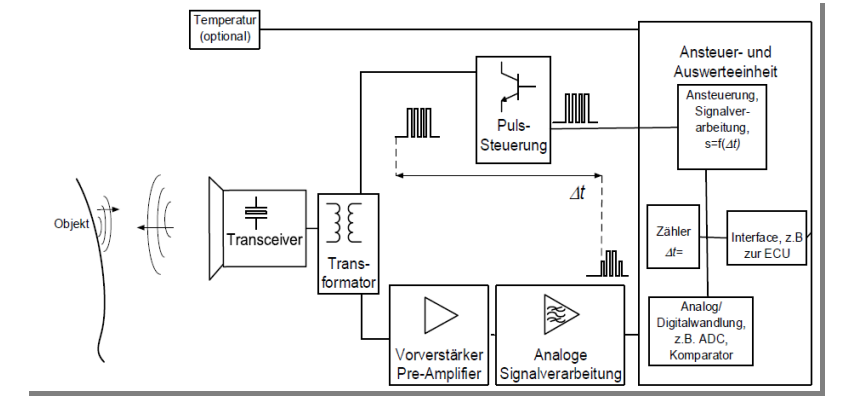 Temperatur
(optional)
Ansteuer- und
Auswerteeinheit
Ansteuerung,
Signalver-
arbeitung,
s=f(Δt)
Puls-
Steuerung
Δt
Objekt
Transceiver
Trans-
formator
Zähler
Δt=
Interface, z.B
zur ECU
Vorverstärker
Pre-Amplifier
Analoge
Signalverarbeitung
Analog/
Digitalwandlung,
z.B. ADC,
Komparator